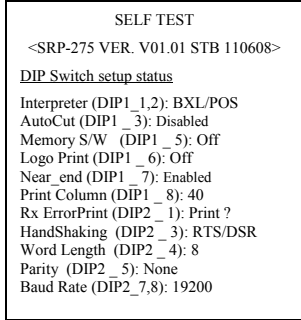 SELF TEST
<SRP-275 VER. V01.01 STB 110608>
DIP Switch setup status
Interpreter (DIP1_1,2): BXL/POS
AutoCut (DIP1 _ 3): Disabled
Memory S/W (DIP1 _ 5): Off
Logo Print (DIP1 _ 6): Off
Near_end (DIP1 _ 7): Enabled
Print Column (DIP1 _ 8): 40
Rx ErrorPrint (DIP2 _ 1): Print ?
HandShaking (DIP2 _ 3): RTS/DSR
Word Length (DIP2 _ 4): 8
Parity (DIP2 _ 5): None
Baud Rate (DIP2_7,8): 19200